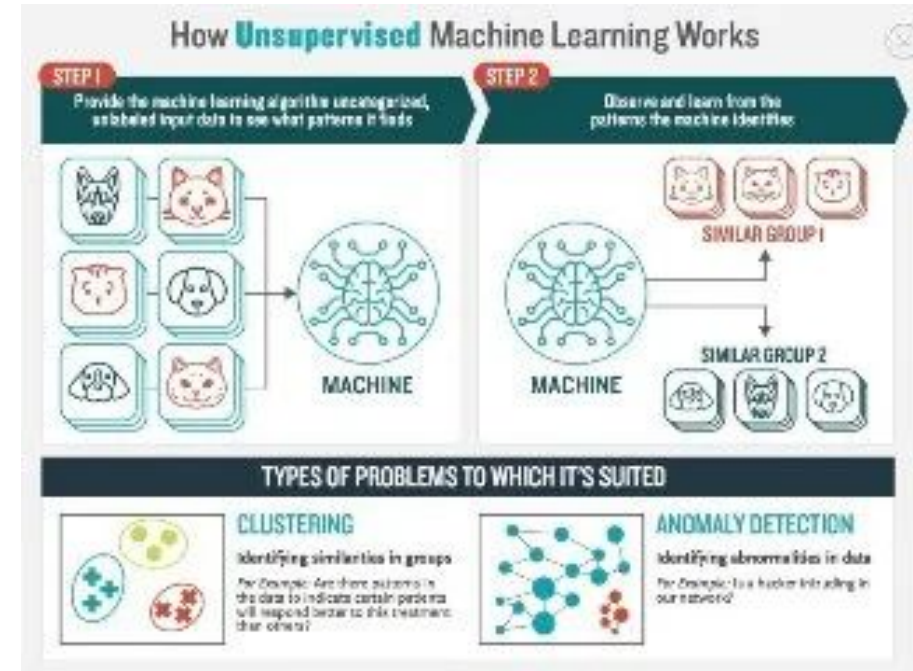 How Unsupervised Machine Learning Works
STEP 1
Provide the machine learning algorithm uncategorized,
unlabeled input data to see what patterns it finds
STEP 2
Observe and learn from the
patterns the machine identifies
MACHINE
MACHINE
SIMILAR GROUP 1
SIMILAR GROUP 2
TYPES OF PROBLEMS TO WHICH IT'S SUITED
CLUSTERING
Identifying similarities in groups
For Example: Are there patterns in
the data to indicate certain patients
will respond better to this treatment
than others?
ANOMALY DETECTION
Identifying abnormalities in data
For Example: Is a hacker intruding in
our network?